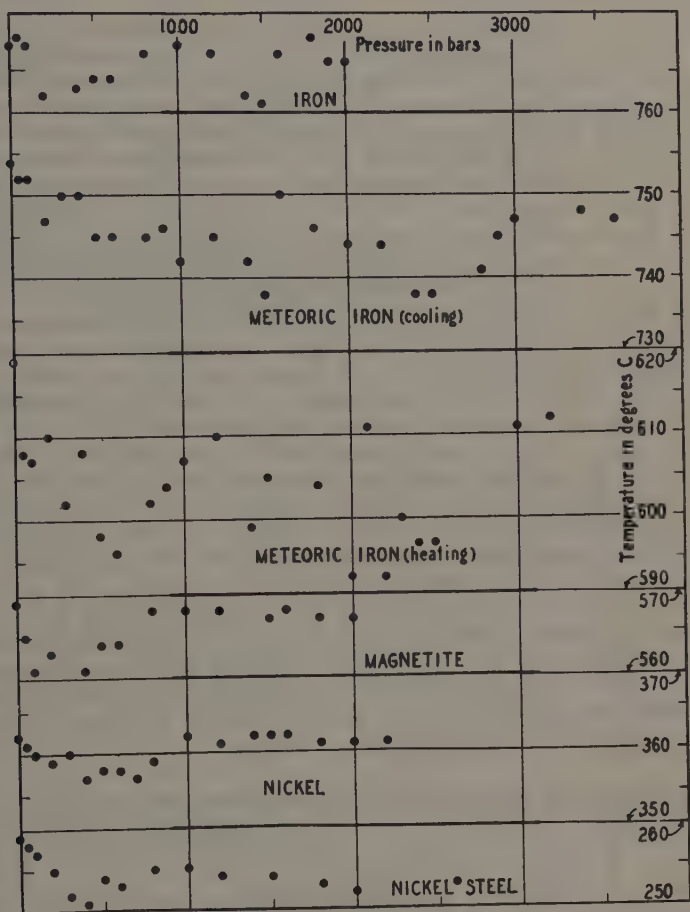 1000 2000 3000
Pressure in bars
IRON
760
750
740
METEORIC IRON (cooling)
730
620
Temperature in degrees C
610
600
METEORIC IRON (heating)
590
570
MAGNETITE
560
370
360
NICKEL
350
260
NICKEL STEEL
250